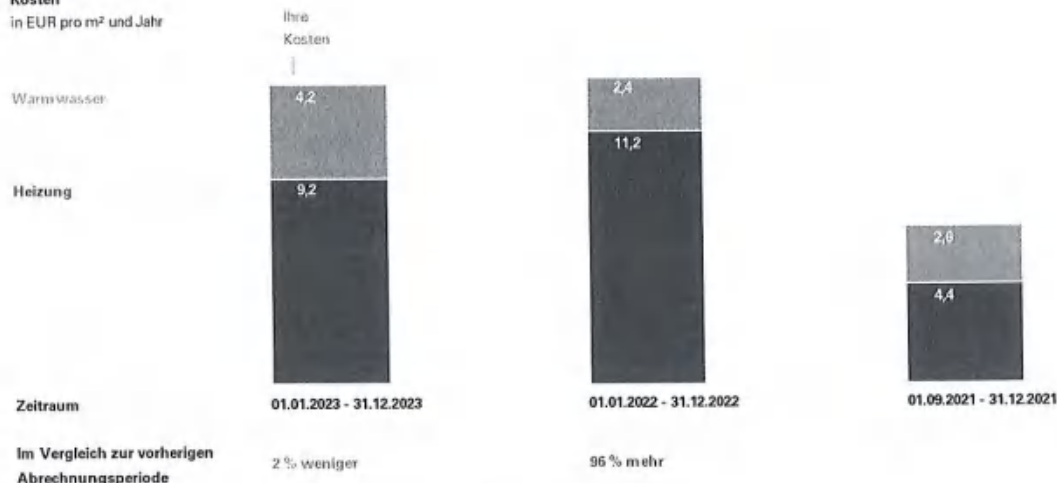 Kosten
in EUR pro m² und Jahr
Ihre
Kosten
Warmwasser
4,2
2,4
11,2
Heizung
9,2
2,6
4,4
Zeitraum
01.01.2023 - 31.12.2023
01.01.2022 - 31.12.2022
01.09.2021 - 31.12.2021
Im Vergleich zur vorherigen
Abrechnungsperiode
2 % weniger
96 % mehr